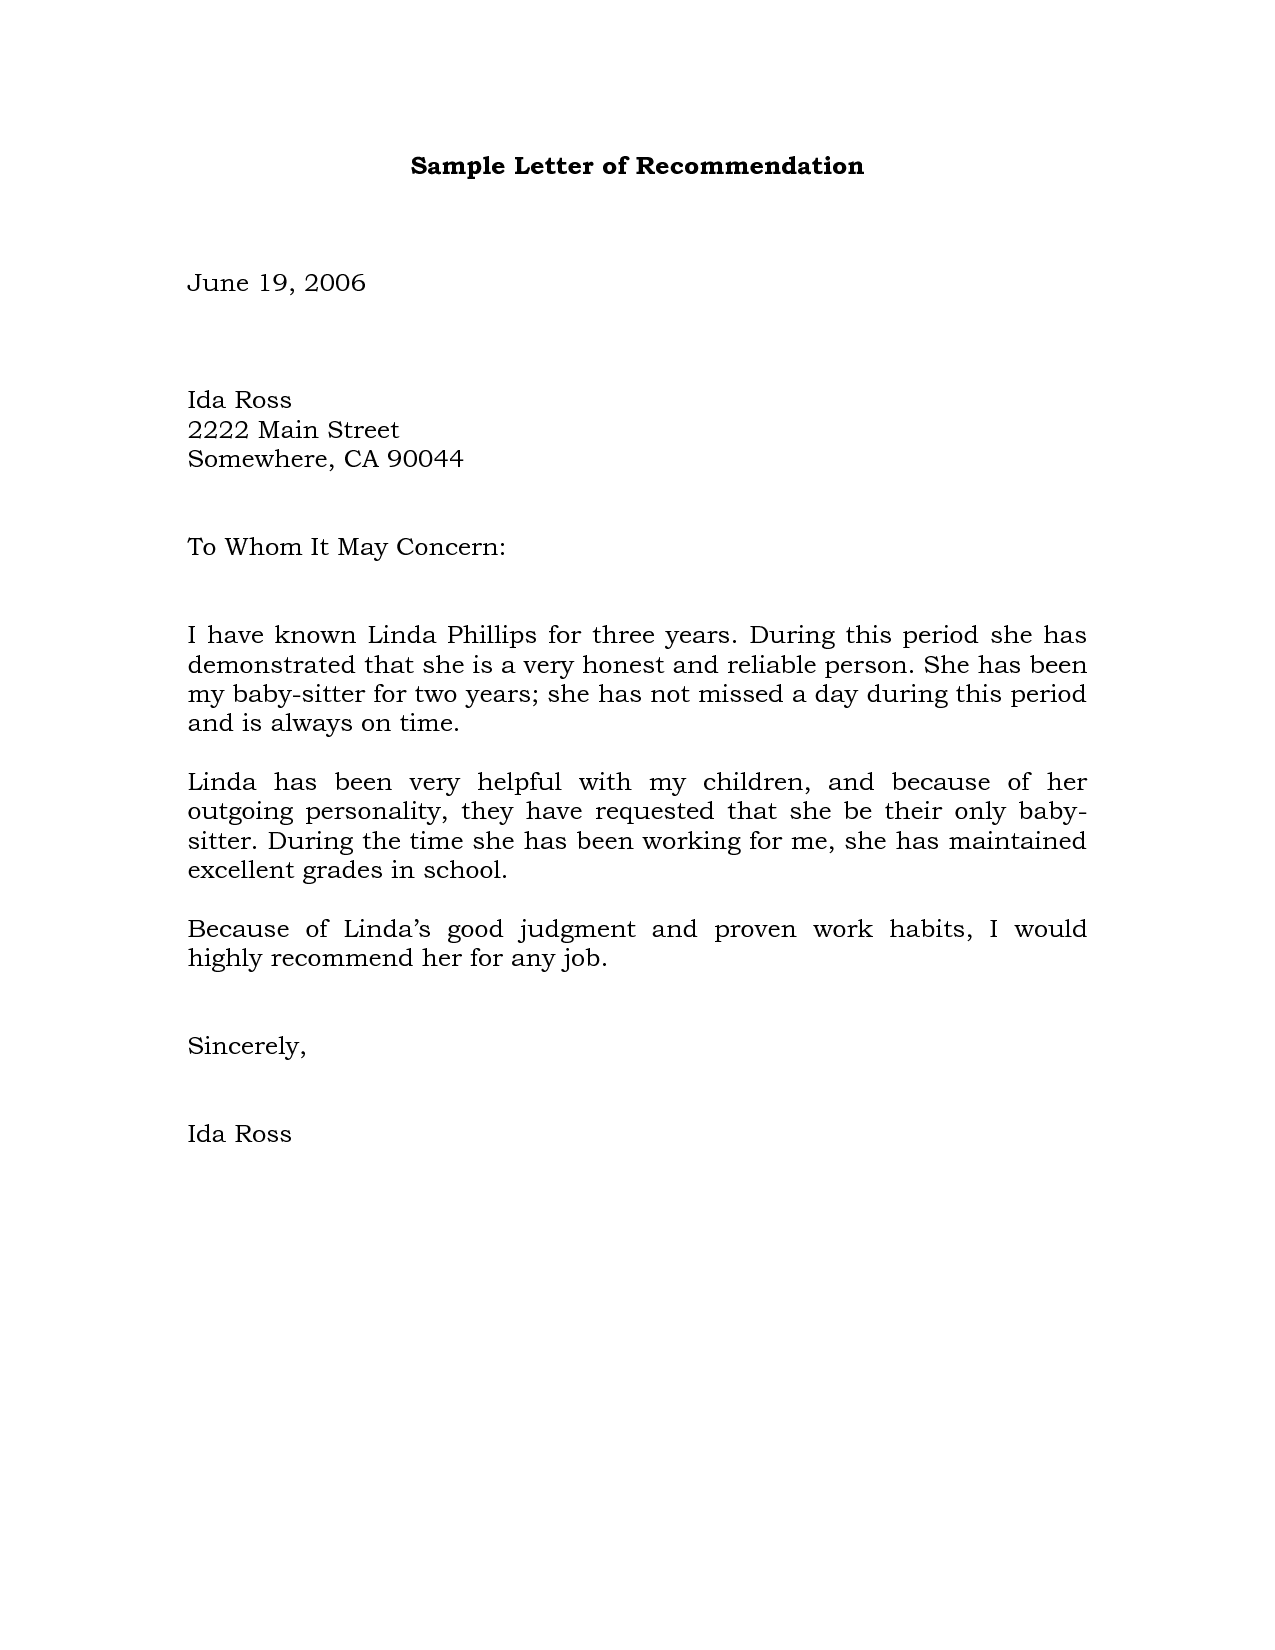 Sample Letter of Recommendation
June 19, 2006
Ida Ross
2222 Main Street
Somewhere, CA 90044
To Whom It May Concern:
I have known Linda Phillips for three years. During this period she has
demonstrated that she is a very honest and reliable person. She has been
my baby-sitter for two years; she has not missed a day during this period
and is always on time.
Linda has been very helpful with my children, and because of her
outgoing personality, they have requested that she be their only baby-
sitter. During the time she has been working for me, she has maintained
excellent grades in school.
Because of Linda’s good judgment and proven work habits, I would
highly recommend her for any job.
Sincerely,
Ida Ross